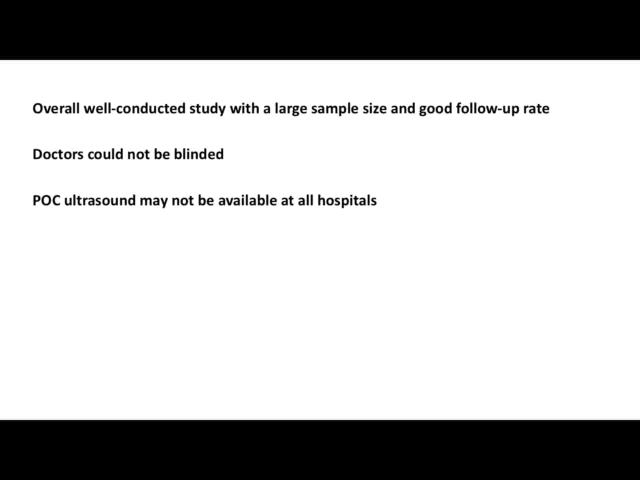 Overall well-conducted study with a large sample size and good follow-up rate
Doctors could not be blinded
POC ultrasound may not be available at all hospitals